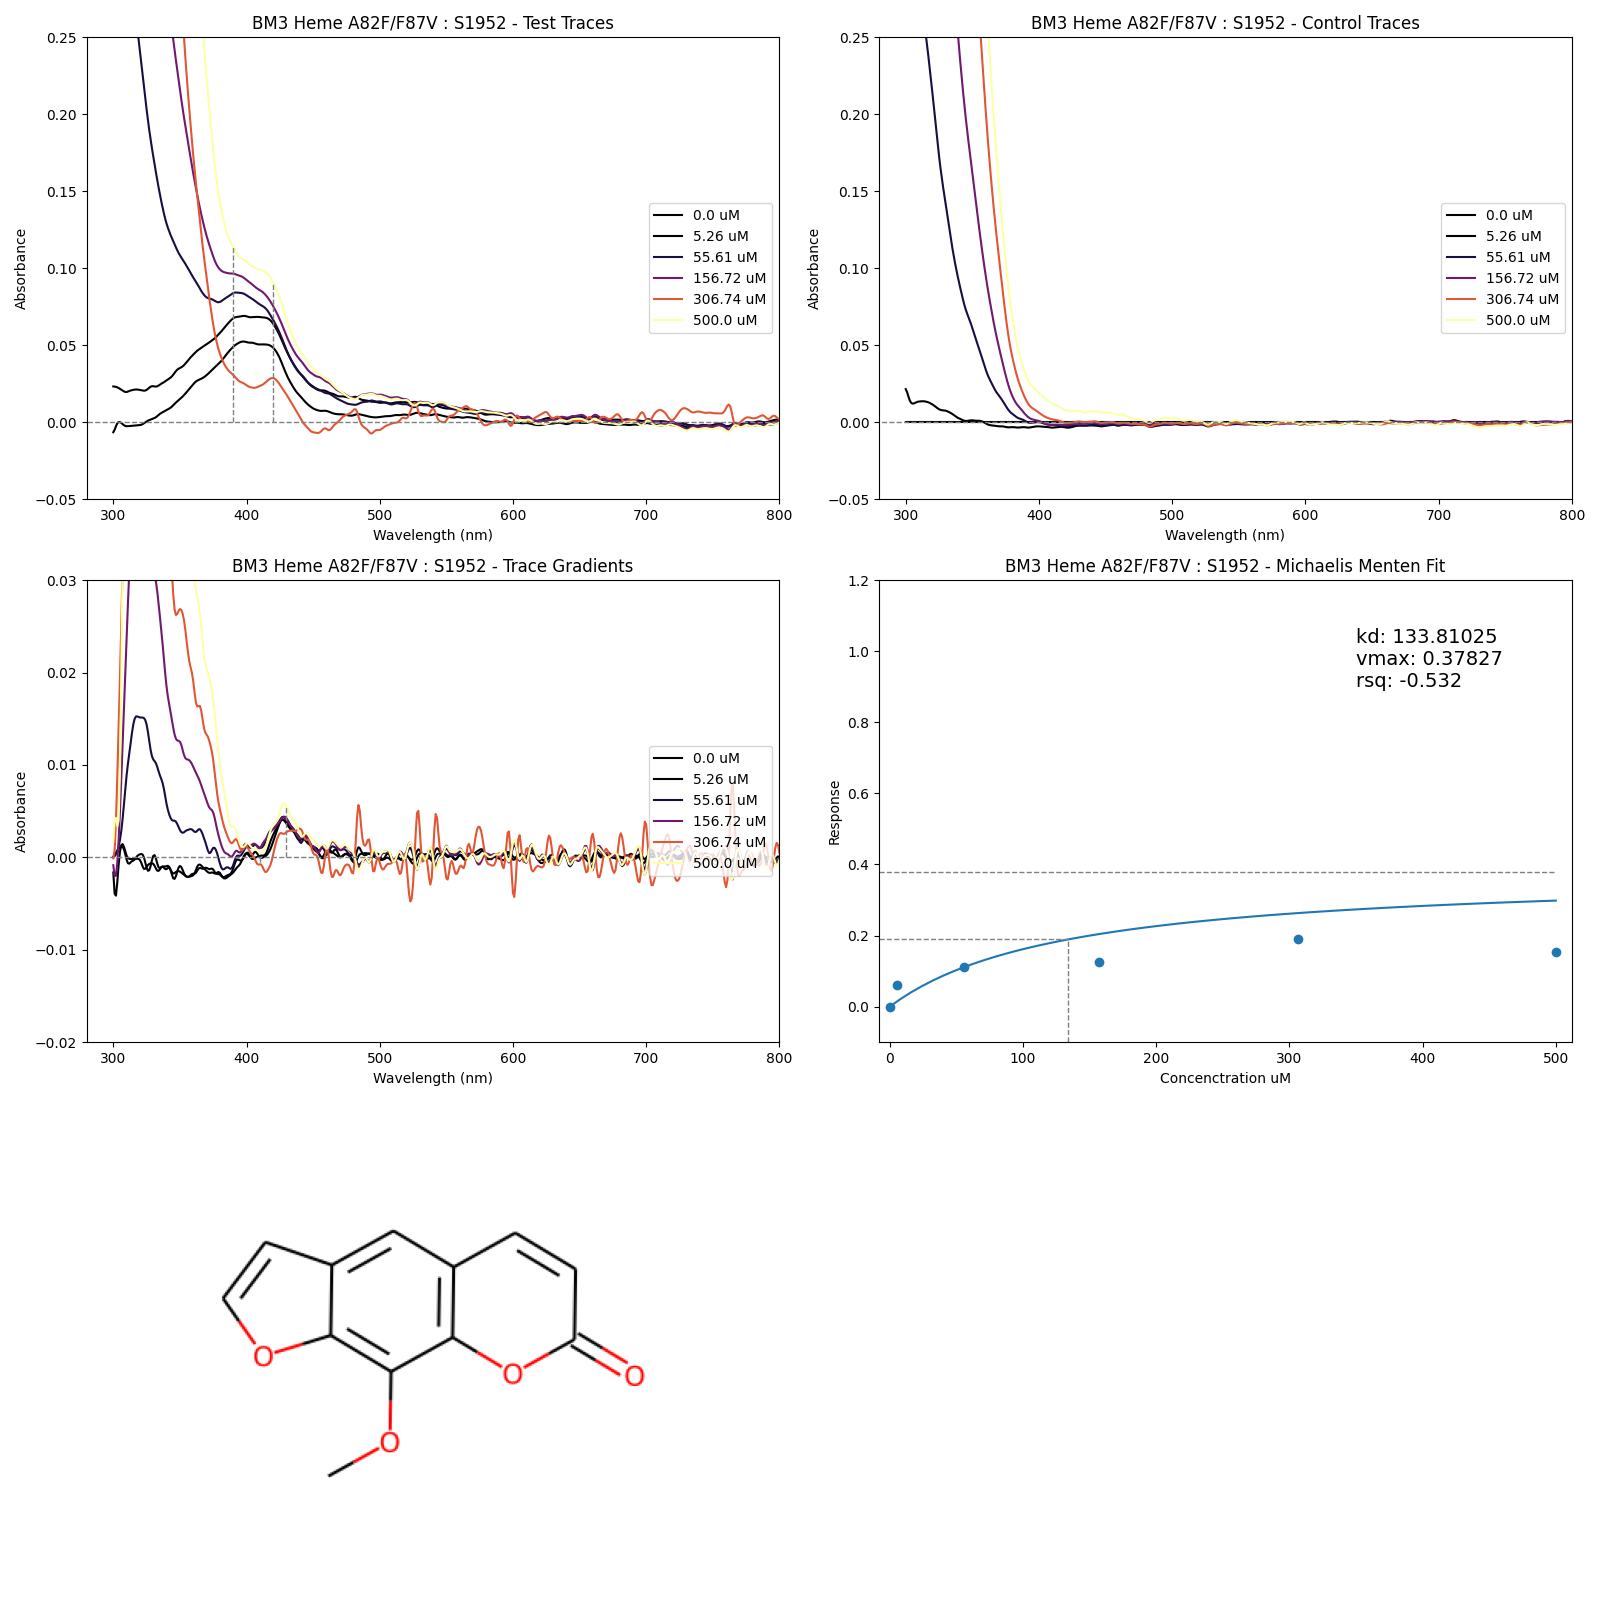 BM3 Heme A82F/F87V : S1952 - Test Traces
0.25
0.20
0.15
0.10
0.05
0.00
−0.05
Absorbance
300 400 500 600 700 800
Wavelength (nm)
0.0 uM
5.26 uM
55.61 uM
156.72 uM
306.74 uM
500.0 uM
BM3 Heme A82F/F87V : S1952 - Control Traces
0.25
0.20
0.15
0.10
0.05
0.00
−0.05
Absorbance
300 400 500 600 700 800
Wavelength (nm)
0.0 uM
5.26 uM
55.61 uM
156.72 uM
306.74 uM
500.0 uM
BM3 Heme A82F/F87V : S1952 - Trace Gradients
0.03
0.02
0.01
0.00
−0.01
−0.02
Absorbance
300 400 500 600 700 800
Wavelength (nm)
0.0 uM
5.26 uM
55.61 uM
156.72 uM
306.74 uM
500.0 uM
BM3 Heme A82F/F87V : S1952 - Michaelis Menten Fit
1.2
1.0
0.8
0.6
0.4
0.2
0.0
Response
kd: 133.81025
vmax: 0.37827
rsq: -0.532
0 100 200 300 400 500
Concenctration uM
O
O
O
O